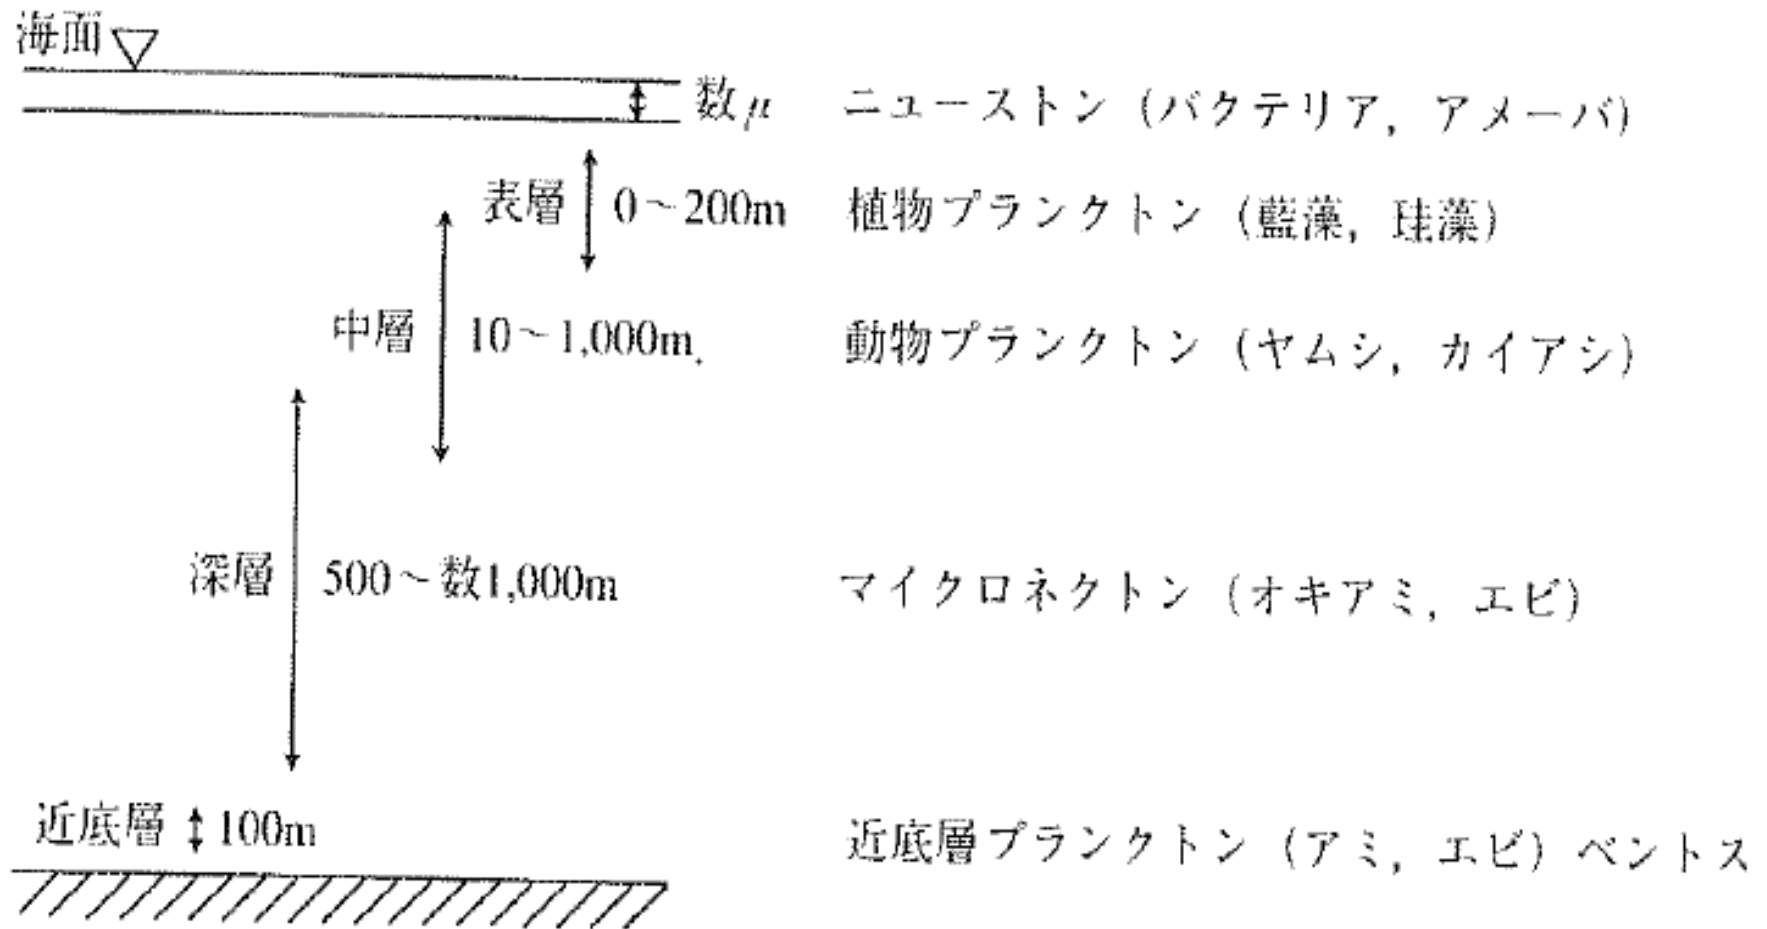 海面
数μ ニューストン（バクテリア，アメーバ）
表層 0～200m 植物プランクトン（藍藻，珪藻）
中層 10～1,000m 動物プランクトン（ヤムシ，カイアシ）
深層 500～数1,000m マイクロネクトン（オキアミ，エビ）
近底層 100m 近底層プランクトン（アミ，エビ）ベントス